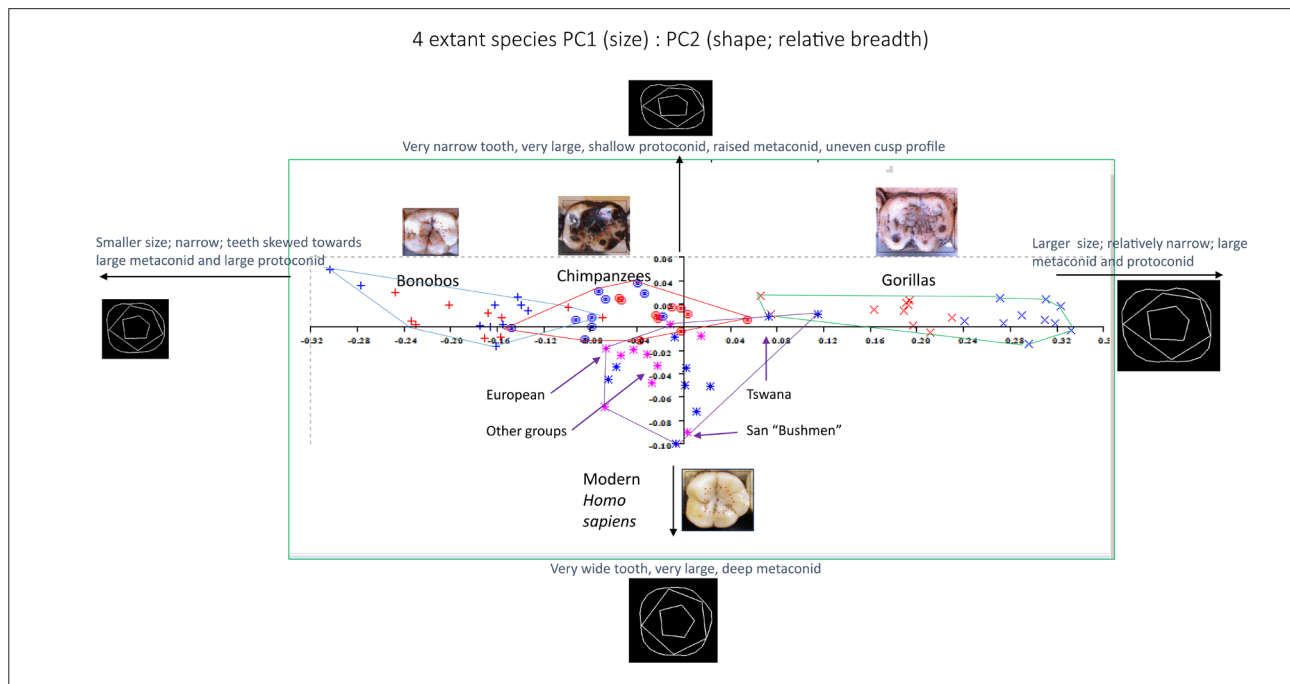 4 extant species PC1 (size) : PC2 (shape; relative breadth)
Very narrow tooth, very large, shallow protoconid, raised metaconid, uneven cusp profile
Smaller size; narrow; teeth skewed towards
large metaconid and large protoconid
Larger size; relatively narrow; large
metaconid and protoconid
Bonobos
Chimpanzees
Gorillas
0.06
0.04
0.02
-0.32
-0.28
-0.24
-0.20
-0.16
-0.12
-0.08
-0.04
0.04
0.08
0.12
0.16
0.20
0.24
0.28
0.32
0.3
-0.02
-0.04
-0.06
-0.08
-0.10
European
Other groups
Tswana
San “Bushmen”
Modern
Homo
sapiens
Very wide tooth, very large, deep metaconid